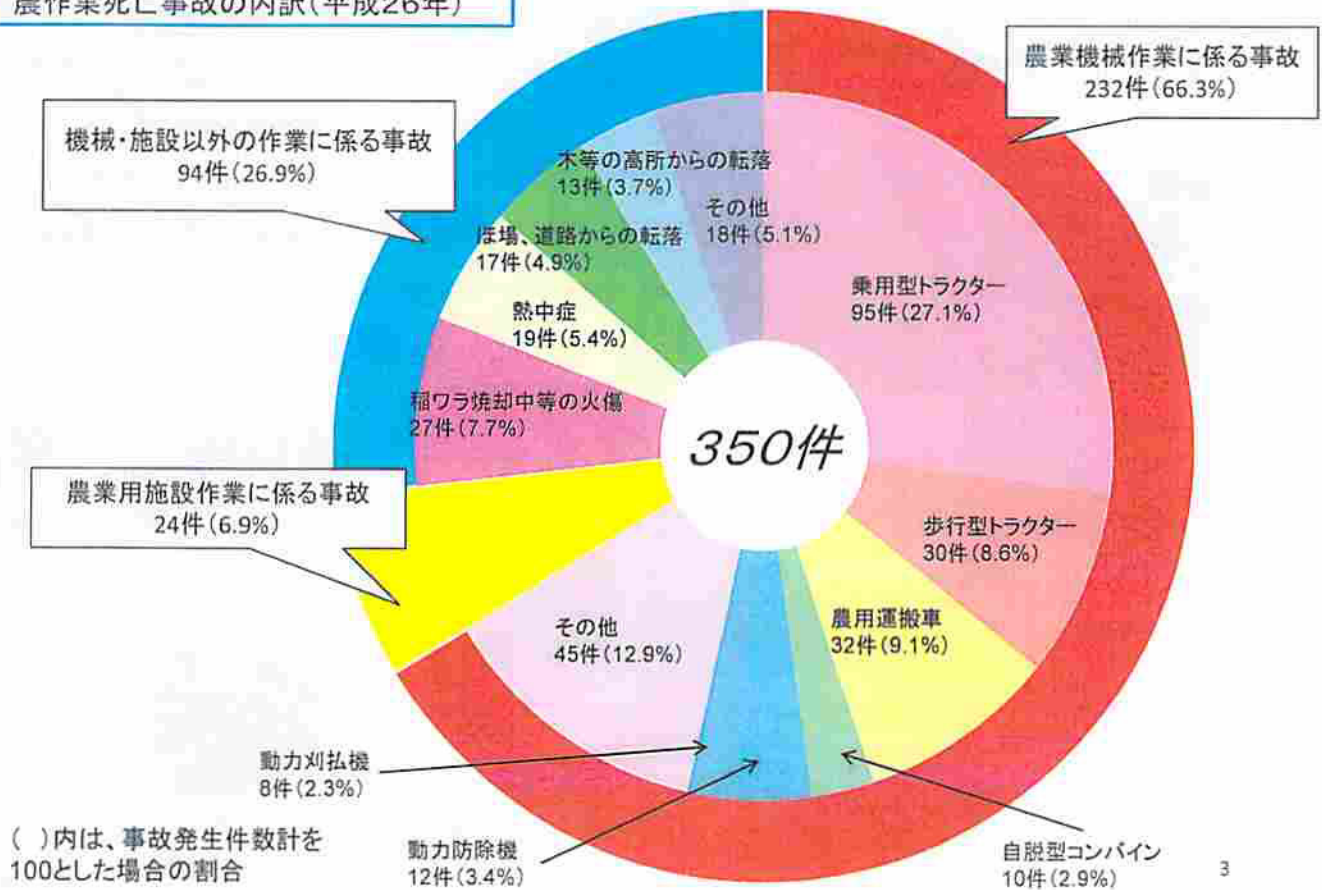 農作業死亡事故の内訳(平成26年)
農業機械作業に係る事故
232件(66.3%)
機械・施設以外の作業に係る事故
94件(26.9%)
木等の高所からの転落
13件(3.7%)
その他
18件(5.1%)
ほ場、道路からの転落
17件(4.9%)
乗用型トラクター
95件(27.1%)
熱中症
19件(5.4%)
稲ワラ焼却中等の火傷
27件(7.7%)
350件
農業用施設作業に係る事故
24件(6.9%)
歩行型トラクター
30件(8.6%)
農用運搬車
32件(9.1%)
その他
45件(12.9%)
動力刈払機
8件(2.3%)
動力防除機
12件(3.4%)
自脱型コンバイン
10件(2.9%)
( )内は、事故発生件数計を
100とした場合の割合
3